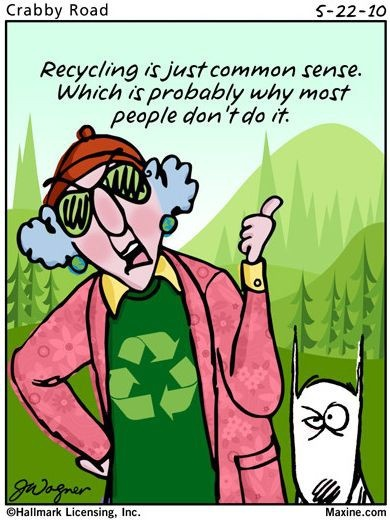 Crabby Road 5-22-10
Recycling is just common sense.
Which is probably why most
people don't do it.
JWagner
©Hallmark Licensing, Inc. Maxine.com